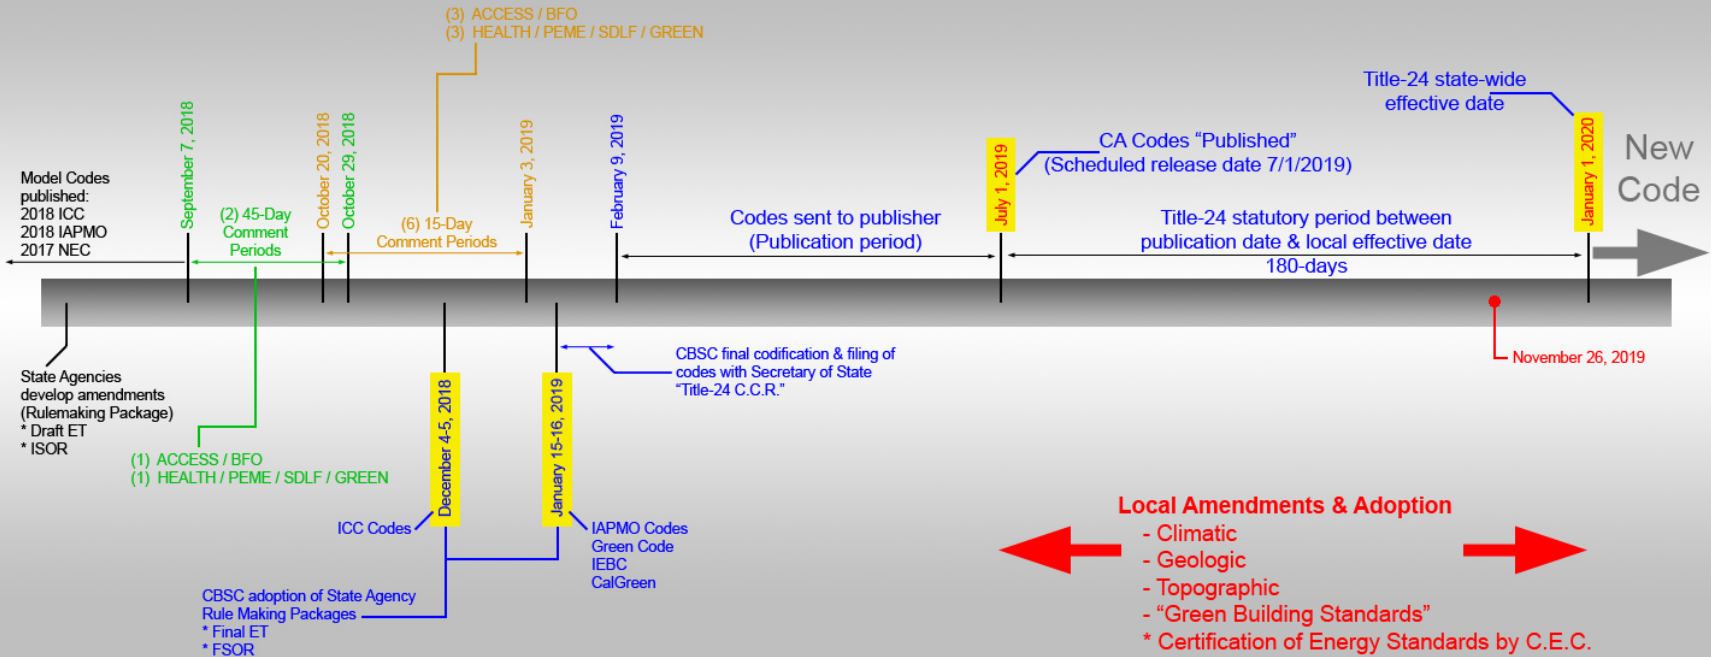 (3) ACCESS / BFO
(3) HEALTH / PEME / SDLF / GREEN
Title-24 state-wide
effective date
September 7, 2018
October 20, 2018
October 29, 2018
January 3, 2019
February 9, 2019
July 1, 2019
January 1, 2020
CA Codes “Published”
(Scheduled release date 7/1/2019)
New
Code
Model Codes
published:
2018 ICC
2018 IAPMO
2017 NEC
(2) 45-Day
Comment
Periods
(6) 15-Day
Comment Periods
Codes sent to publisher
(Publication period)
Title-24 statutory period between
publication date & local effective date
180-days
State Agencies
develop amendments
(Rulemaking Package)
* Draft ET
* ISOR
CBSC final codification & filing of
codes with Secretary of State
“Title-24 C.C.R.”
November 26, 2019
(1) ACCESS / BFO
(1) HEALTH / PEME / SDLF / GREEN
December 4-5, 2018
January 15-16, 2019
ICC Codes
IAPMO Codes
Green Code
IEBC
CalGreen
CBSC adoption of State Agency
Rule Making Packages
* Final ET
* FSOR
Local Amendments & Adoption
- Climatic
- Geologic
- Topographic
- “Green Building Standards”
* Certification of Energy Standards by C.E.C.